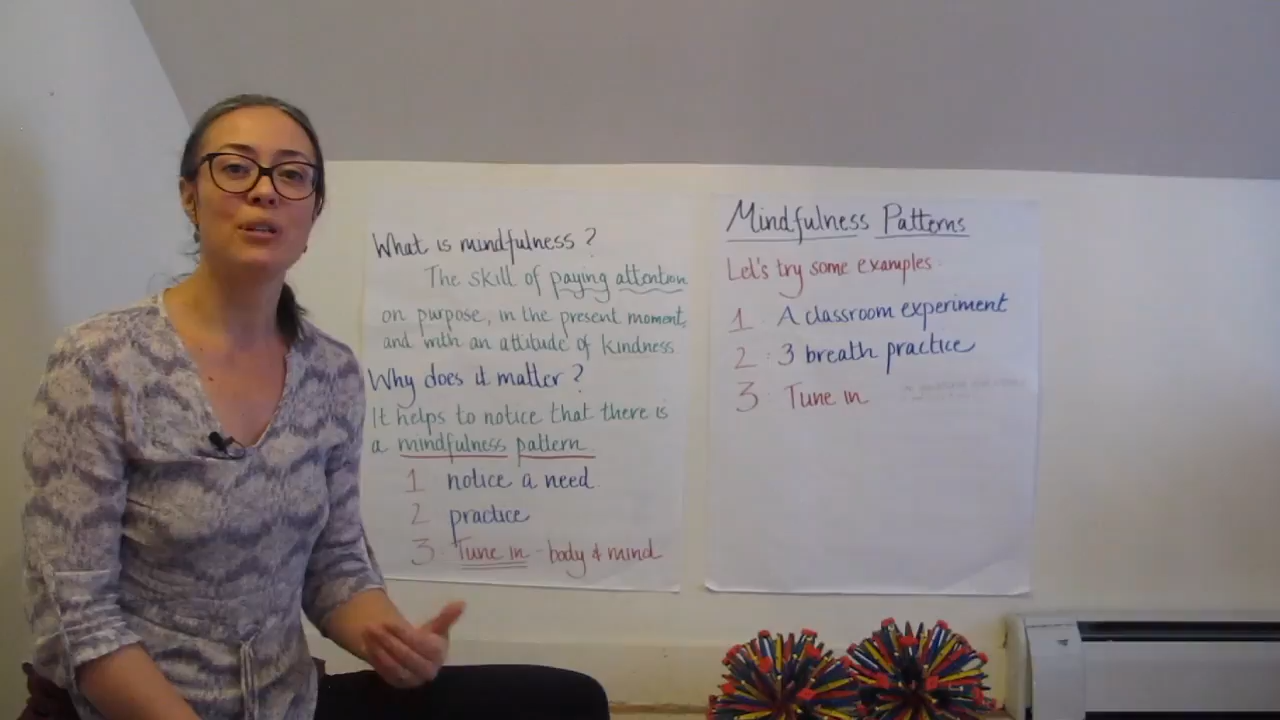 What is mindfulness?
The skill of paying attention
on purpose, in the present moment,
and with an attitude of kindness
Why does it matter?
It helps to notice that there is
a mindfulness pattern
1 notice a need
2 practice
3. Tune in - body & mind
Mindfulness Patterns
Let's try some examples.
1. A classroom experiment
2. 3 breath practice
3 Tune in